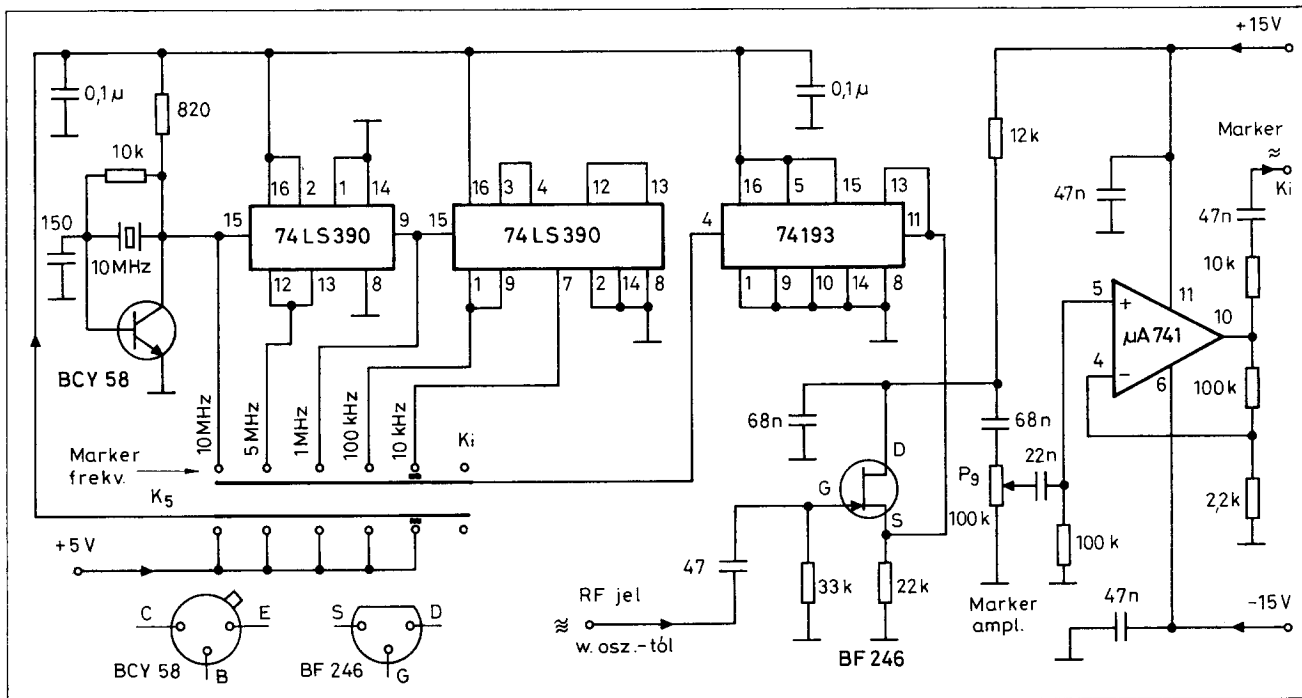 +15V
0,1µ
820
0,1µ
12k
Marker
≈
Ki
10k
47n
47n
16 2 1 14
16 3 4 12 13
16 5 15 13
150
15 74LS390 9
15 74LS390
4 74193 11
10MHz
10k
12 13 8
1 9 7 2 14 8
1 9 10 14 8
5 + 11
µA741 10
4 − 6
BCY 58
100k
10MHz
5MHz
1MHz
100kHz
10kHz
Ki
68n
D
68n
Marker
frekv.
G
P9
22n
K5
S
100k
2,2k
+5V
47
33k
22k
100k
C E
S D
RF jel
≈
w.osz.-tól
Marker
ampl.
47n
-15V
BCY 58 B
BF 246 G
BF 246